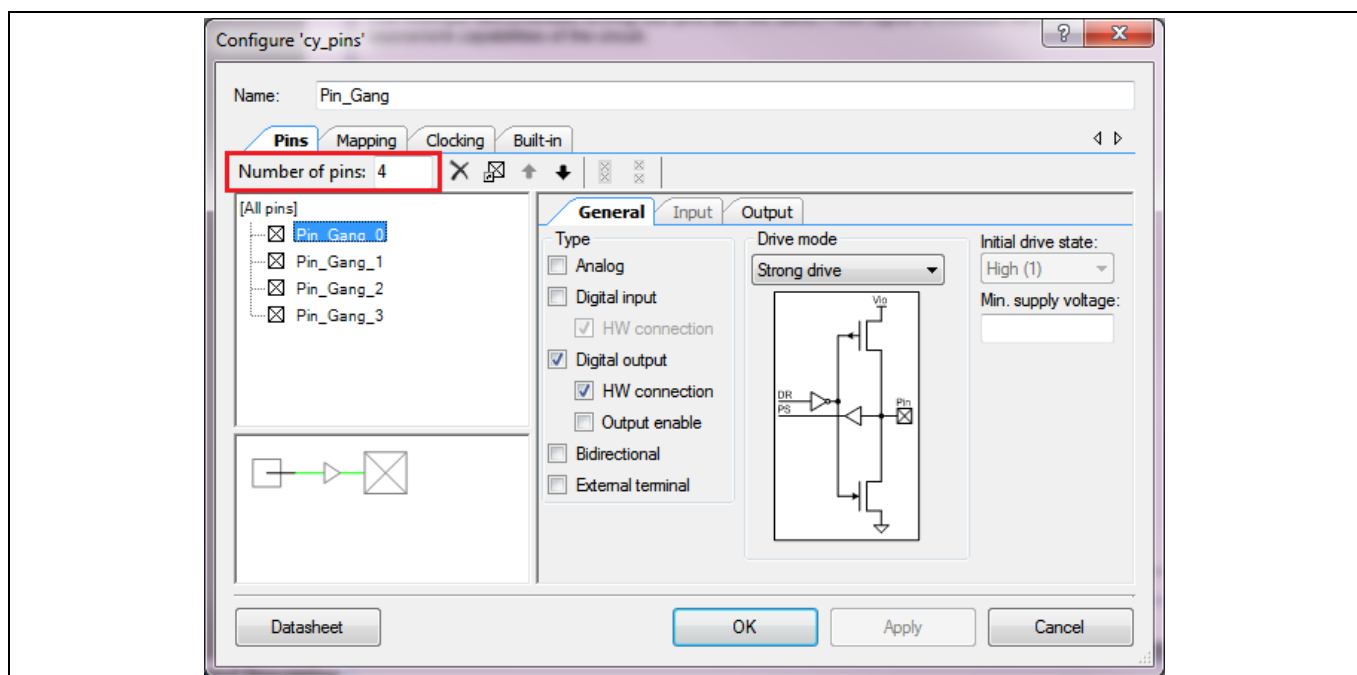 Configure 'cy_pins'
Name: Pin_Gang
Pins Mapping Clocking Built-in
Number of pins: 4
[All pins]
Pin_Gang_0
Pin_Gang_1
Pin_Gang_2
Pin_Gang_3
General Input Output
Type
Analog
Digital input
HW connection
Digital output
HW connection
Output enable
Bidirectional
External terminal
Drive mode
Strong drive
Vio
DR
PS
Pin
Initial drive state:
High (1)
Min. supply voltage:
Datasheet OK Apply Cancel